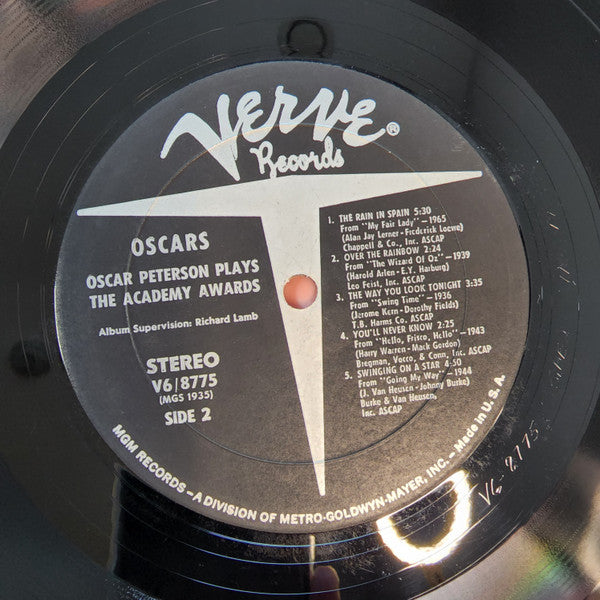 VERVE®
Records
OSCARS
OSCAR PETERSON PLAYS
THE ACADEMY AWARDS
Album Supervision: Richard Lamb
STEREO
V6/8775
(MGS 1935)
SIDE 2
1. THE RAIN IN SPAIN 5:30
From "My Fair Lady"—1965
(Alan Jay Lerner-Frederick Loewe)
Chappell & Co., Inc. ASCAP
2. OVER THE RAINBOW 2:24
From "The Wizard Of Oz"—1939
(Harold Arlen-E.Y. Harburg)
Leo Feist, Inc. ASCAP
3. THE WAY YOU LOOK TONIGHT 3:35
From "Swing Time"—1936
(Jerome Kern-Dorothy Fields)
T.B. Harms Co. ASCAP
4. YOU'LL NEVER KNOW 2:25
From "Hello, Frisco, Hello"—1943
(Harry Warren-Mack Gordon)
Bregman, Vocco, & Conn, Inc. ASCAP
5. SWINGING ON A STAR 4:50
From "Going My Way"—1944
(J. Van Heusen-Johnny
Burke)
Burke & Van Heusen,
Inc. ASCAP
MGM RECORDS—A DIVISION OF METRO-GOLDWYN-MAYER, INC.—Made in U.S.A.
V6-8775